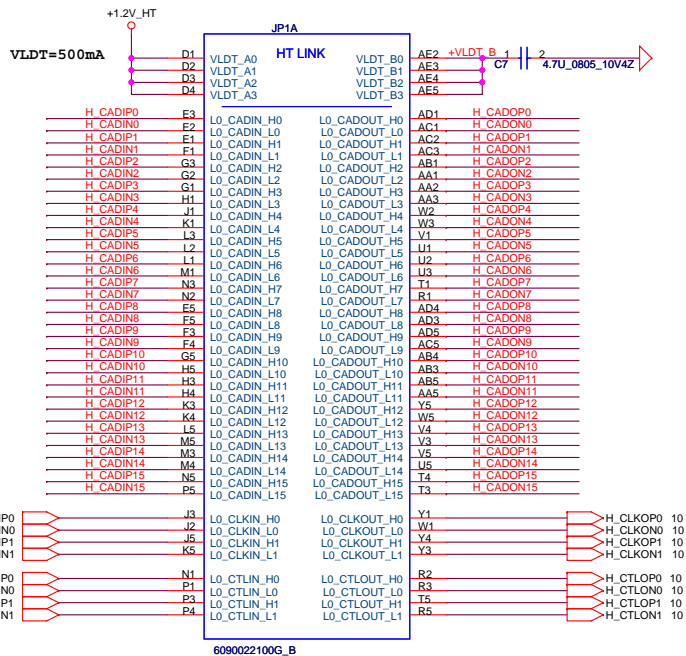 +1.2V_HT
JP1A
VLDT=500mA
HT LINK
D1 VLDT_A0 VLDT_B0 AE2 +VLDT_B 1 2
D2 VLDT_A1 VLDT_B1 AE3 C7 4.7U_0805_10V4Z
D3 VLDT_A2 VLDT_B2 AE4
D4 VLDT_A3 VLDT_B3 AE5
H_CADIP0 E3 L0_CADIN_H0 L0_CADOUT_H0 AD1 H_CADOP0
H_CADIN0 E2 L0_CADIN_L0 L0_CADOUT_L0 AC1 H_CADON0
H_CADIP1 E1 L0_CADIN_H1 L0_CADOUT_H1 AC2 H_CADOP1
H_CADIN1 F1 L0_CADIN_L1 L0_CADOUT_L1 AC3 H_CADON1
H_CADIP2 G3 L0_CADIN_H2 L0_CADOUT_H2 AB1 H_CADOP2
H_CADIN2 G2 L0_CADIN_L2 L0_CADOUT_L2 AA1 H_CADON2
H_CADIP3 G1 L0_CADIN_H3 L0_CADOUT_H3 AA2 H_CADOP3
H_CADIN3 H1 L0_CADIN_L3 L0_CADOUT_L3 AA3 H_CADON3
H_CADIP4 J1 L0_CADIN_H4 L0_CADOUT_H4 W2 H_CADOP4
H_CADIN4 K1 L0_CADIN_L4 L0_CADOUT_L4 W3 H_CADON4
H_CADIP5 L3 L0_CADIN_H5 L0_CADOUT_H5 V1 H_CADOP5
H_CADIN5 L2 L0_CADIN_L5 L0_CADOUT_L5 U1 H_CADON5
H_CADIP6 L1 L0_CADIN_H6 L0_CADOUT_H6 U2 H_CADOP6
H_CADIN6 M1 L0_CADIN_L6 L0_CADOUT_L6 U3 H_CADON6
H_CADIP7 N3 L0_CADIN_H7 L0_CADOUT_H7 T1 H_CADOP7
H_CADIN7 N2 L0_CADIN_L7 L0_CADOUT_L7 R1 H_CADON7
H_CADIP8 E5 L0_CADIN_H8 L0_CADOUT_H8 AD4 H_CADOP8
H_CADIN8 F5 L0_CADIN_L8 L0_CADOUT_L8 AD3 H_CADON8
H_CADIP9 F3 L0_CADIN_H9 L0_CADOUT_H9 AD5 H_CADOP9
H_CADIN9 F4 L0_CADIN_L9 L0_CADOUT_L9 AC5 H_CADON9
H_CADIP10 G5 L0_CADIN_H10 L0_CADOUT_H10 AB4 H_CADOP10
H_CADIN10 H5 L0_CADIN_L10 L0_CADOUT_L10 AB3 H_CADON10
H_CADIP11 H3 L0_CADIN_H11 L0_CADOUT_H11 AB5 H_CADOP11
H_CADIN11 H4 L0_CADIN_L11 L0_CADOUT_L11 AA5 H_CADON11
H_CADIP12 K3 L0_CADIN_H12 L0_CADOUT_H12 Y5 H_CADOP12
H_CADIN12 K4 L0_CADIN_L12 L0_CADOUT_L12 W5 H_CADON12
H_CADIP13 L5 L0_CADIN_H13 L0_CADOUT_H13 V4 H_CADOP13
H_CADIN13 M5 L0_CADIN_L13 L0_CADOUT_L13 V3 H_CADON13
H_CADIP14 M3 L0_CADIN_H14 L0_CADOUT_H14 V5 H_CADOP14
H_CADIN14 M4 L0_CADIN_L14 L0_CADOUT_L14 U5 H_CADON14
H_CADIP15 N5 L0_CADIN_H15 L0_CADOUT_H15 T4 H_CADOP15
H_CADIN15 P5 L0_CADIN_L15 L0_CADOUT_L15 T3 H_CADON15
IP0 J3 L0_CLKIN_H0 L0_CLKOUT_H0 Y1 H_CLKOP0 10
N0 J2 L0_CLKIN_L0 L0_CLKOUT_L0 W1 H_CLKON0 10
IP1 J5 L0_CLKIN_H1 L0_CLKOUT_H1 Y4 H_CLKOP1 10
N1 K5 L0_CLKIN_L1 L0_CLKOUT_L1 Y3 H_CLKON1 10
P0 N1 L0_CTLIN_H0 L0_CTLOUT_H0 R2 H_CTLOP0 10
N0 P1 L0_CTLIN_L0 L0_CTLOUT_L0 R3 H_CTLON0 10
P1 P3 L0_CTLIN_H1 L0_CTLOUT_H1 T5 H_CTLOP1 10
N1 P4 L0_CTLIN_L1 L0_CTLOUT_L1 R5 H_CTLON1 10
6090022100G_B